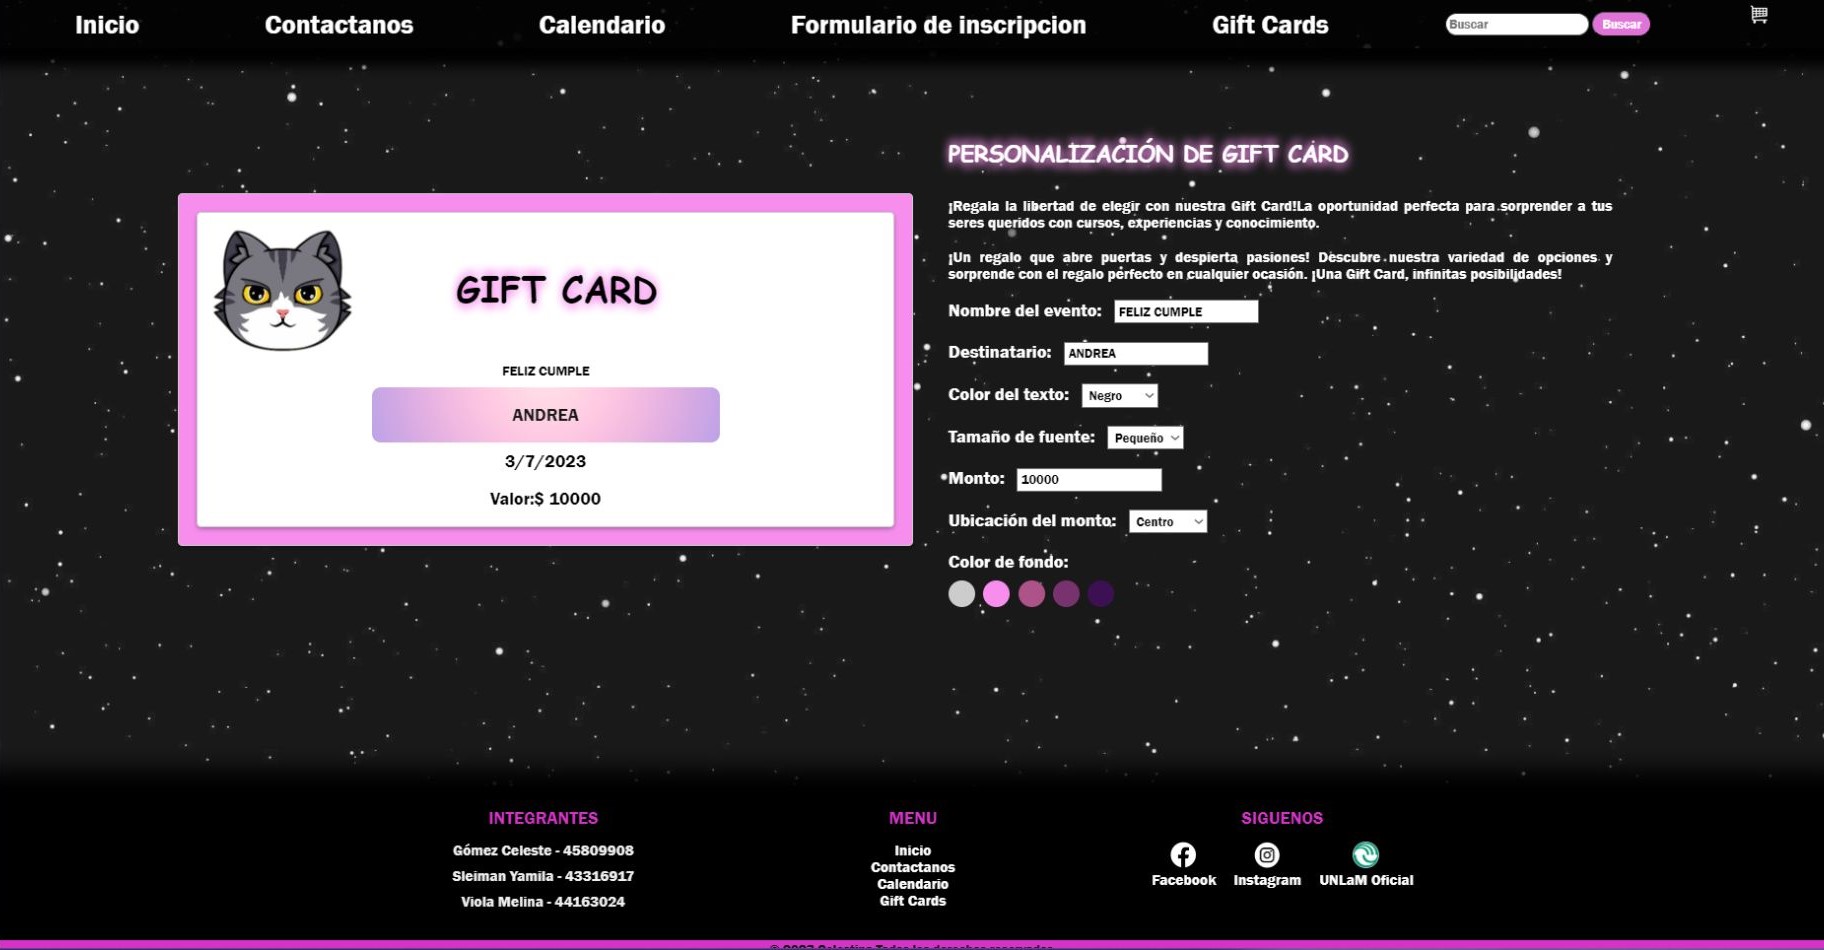 Inicio
Contactanos
Calendario
Formulario de inscripcion
Gift Cards
Buscar
Buscar
GIFT CARD
FELIZ CUMPLE
ANDREA
3/7/2023
Valor:$ 10000
PERSONALIZACIÓN DE GIFT CARD
¡Regala la libertad de elegir con nuestra Gift Card!La oportunidad perfecta para sorprender a tus
seres queridos con cursos, experiencias y conocimiento.
¡Un regalo que abre puertas y despierta pasiones! Descubre nuestra variedad de opciones y
sorprende con el regalo perfecto en cualquier ocasión. ¡Una Gift Card, infinitas posibilidades!
Nombre del evento: FELIZ CUMPLE
Destinatario: ANDREA
Color del texto: Negro
Tamaño de fuente: Pequeño
Monto: 10000
Ubicación del monto: Centro
Color de fondo:
INTEGRANTES
Gómez Celeste - 45809908
Sleiman Yamila - 43316917
Viola Melina - 44163024
MENU
Inicio
Contactanos
Calendario
Gift Cards
SIGUENOS
Facebook
Instagram
UNLaM Oficial